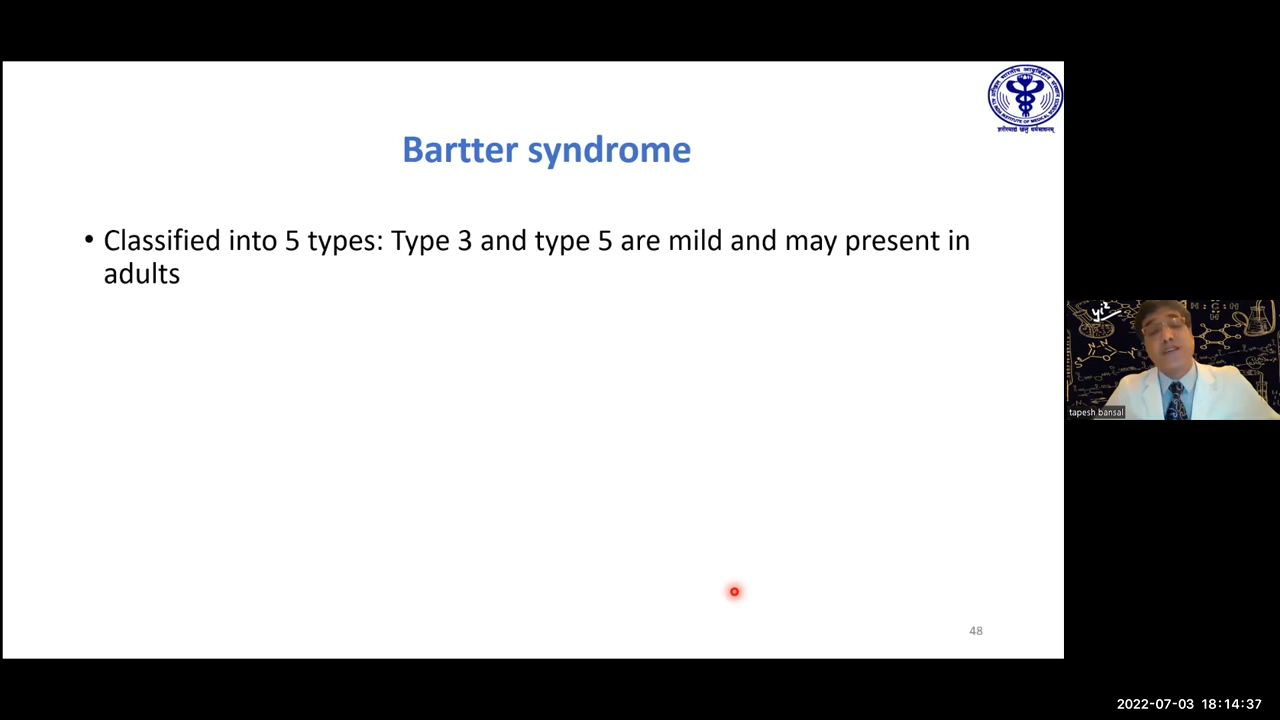 Bartter syndrome
• Classified into 5 types: Type 3 and type 5 are mild and may present in
adults
48
tapesh bansal
2022-07-03 18:14:37